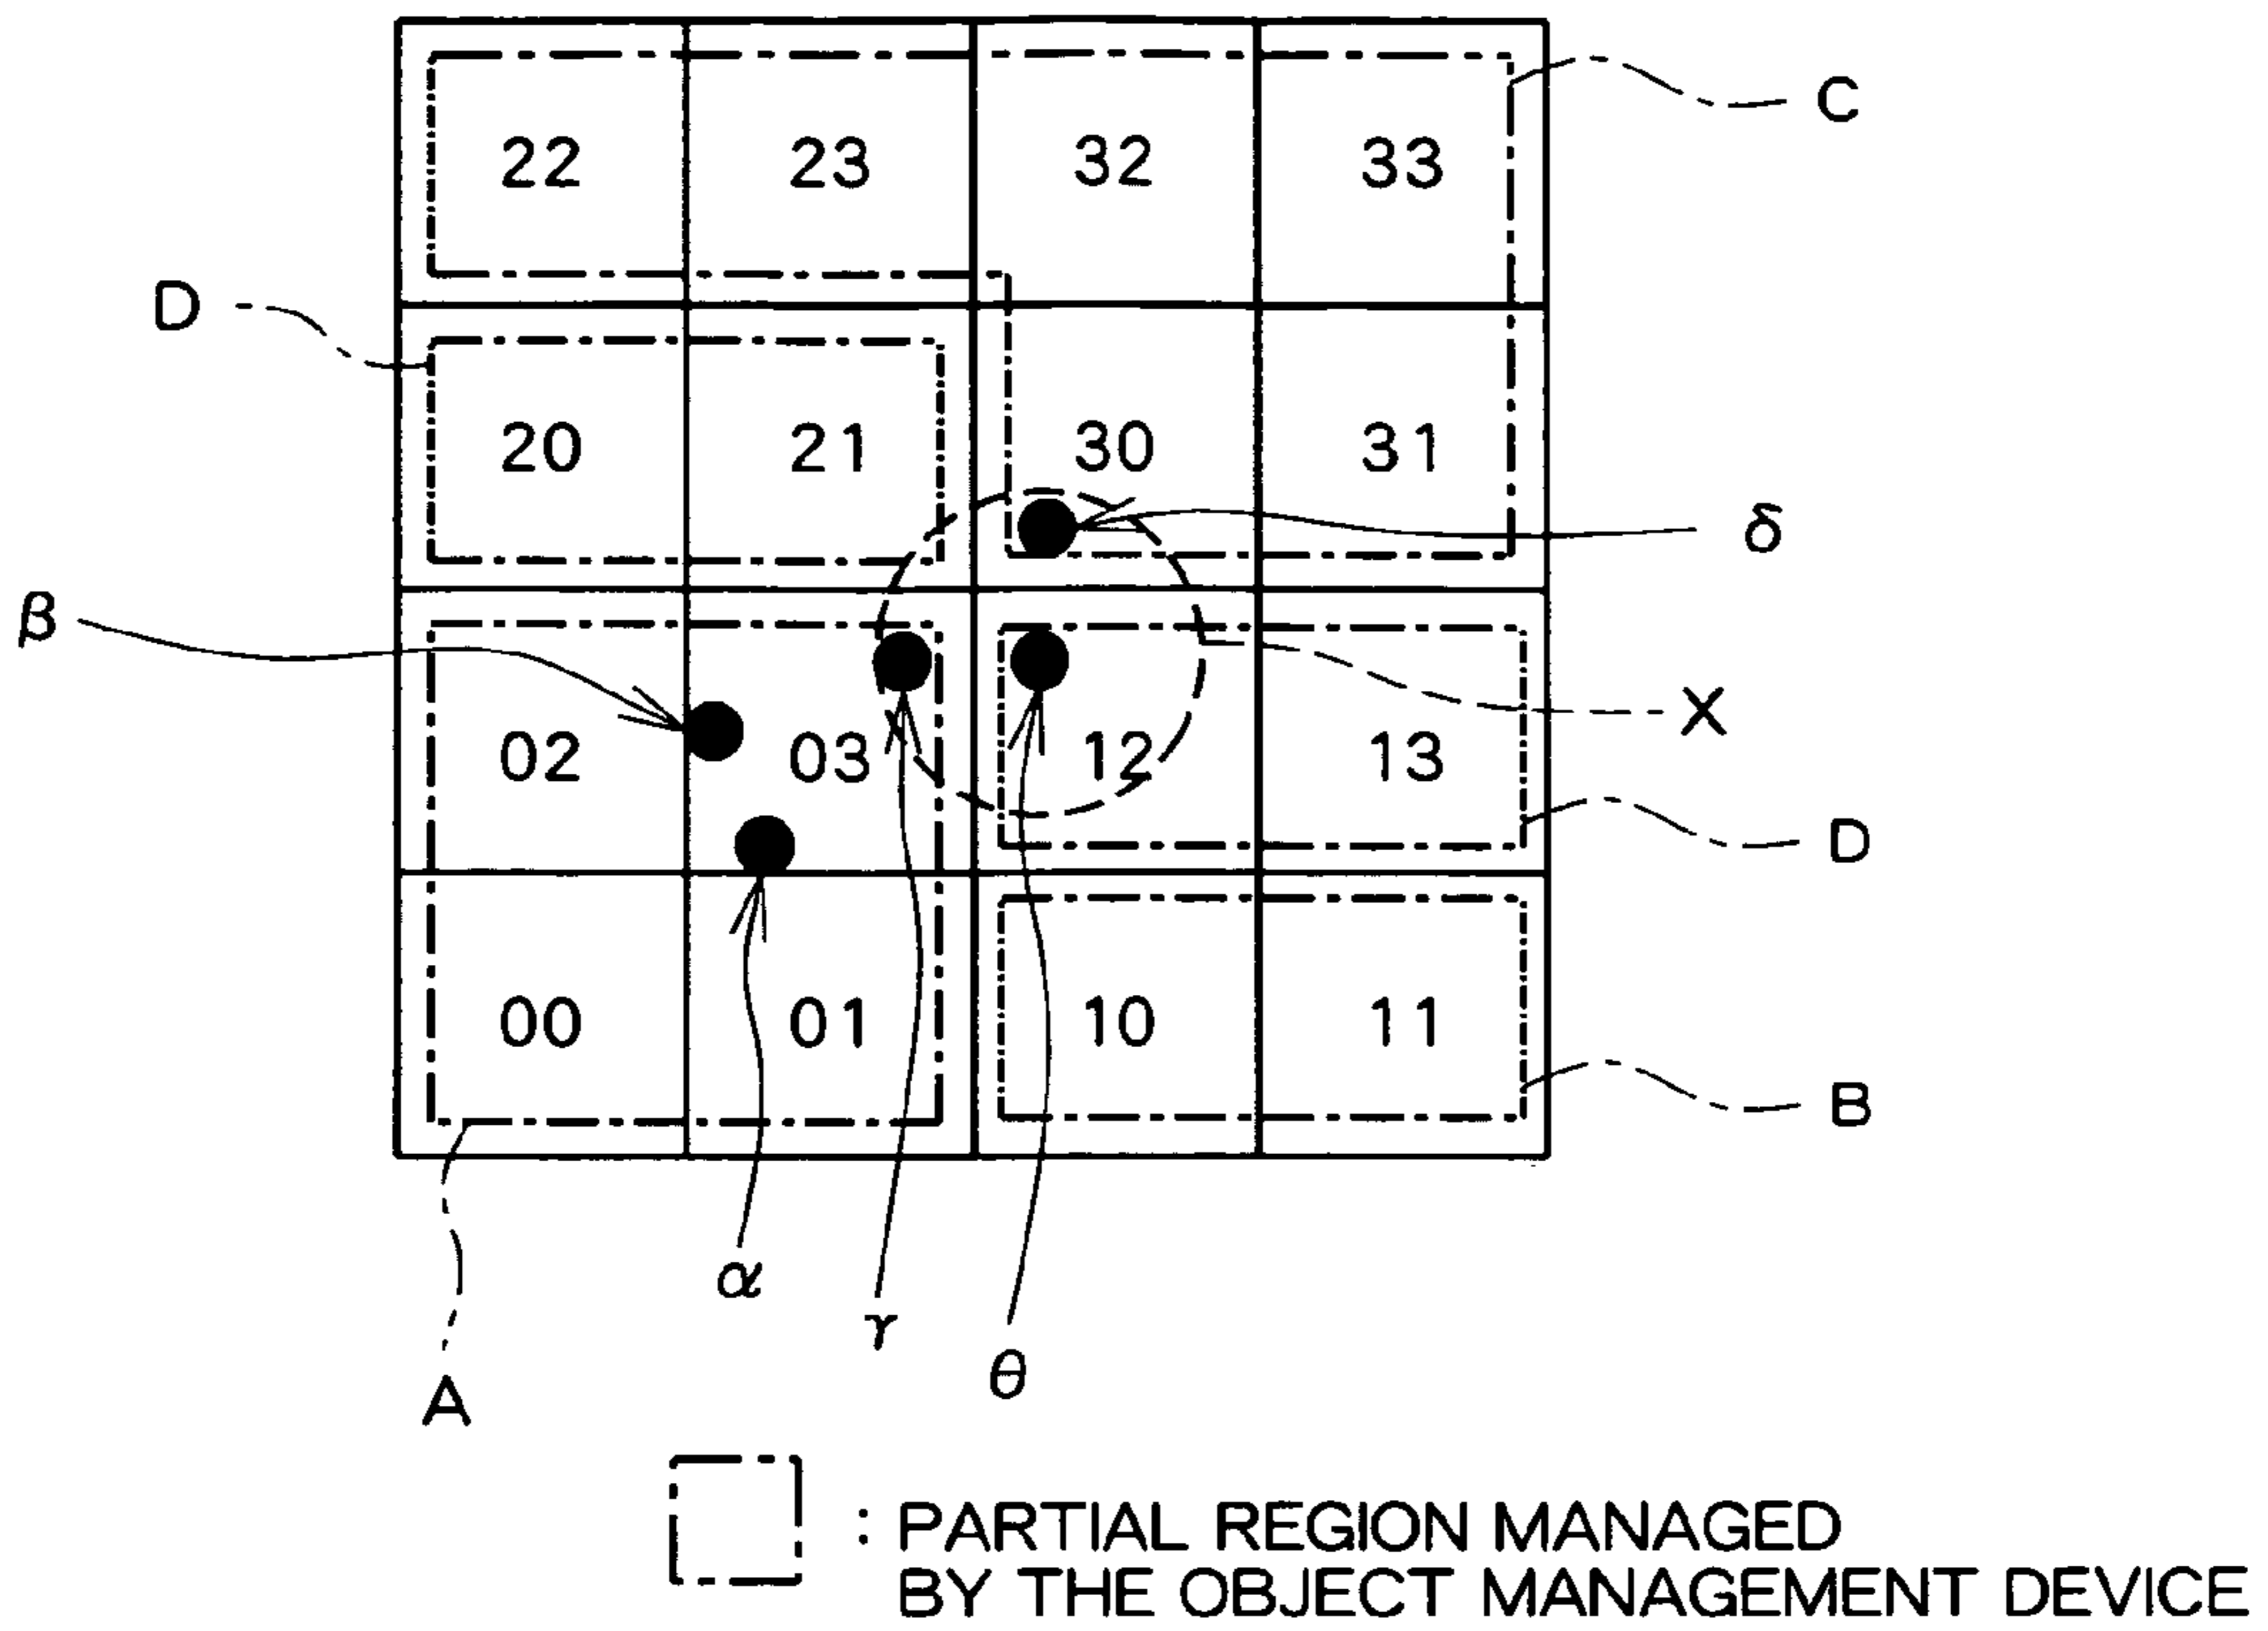 22 23 32 33 C
D
20 21 30 31
δ
β
X
02 03 12 13
D
00 01 10 11
B
α
γ
θ
A
: PARTIAL REGION MANAGED
BY THE OBJECT MANAGEMENT DEVICE